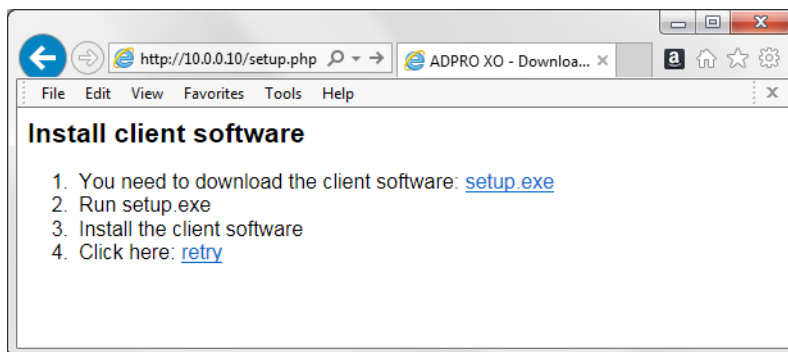 http://10.0.0.10/setup.php
ADPRO XO - Downloa...
a
File Edit View Favorites Tools Help
Install client software
1. You need to download the client software: setup.exe
2. Run setup.exe
3. Install the client software
4. Click here: retry